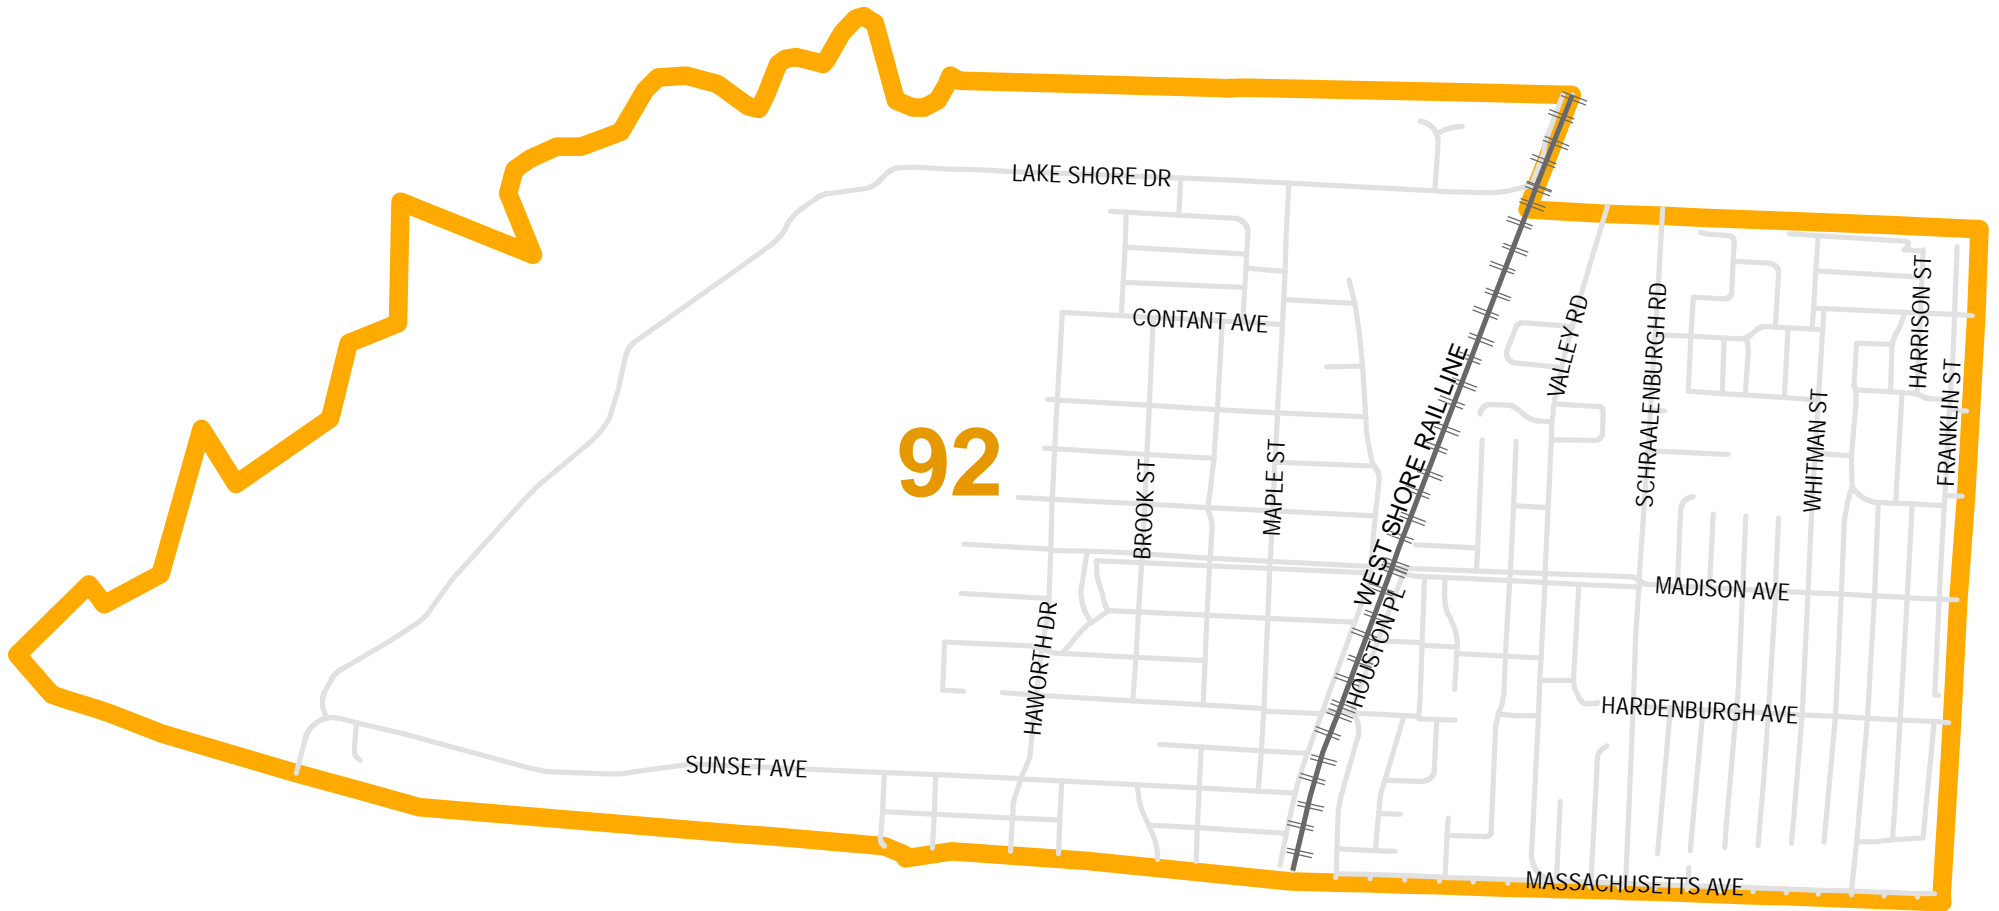 LAKE SHORE DR
CONTANT AVE
92
BROOK ST
MAPLE ST
WEST SHORE RAIL LINE
VALLEY RD
SCHRAALENBURGH RD
WHITMAN ST
HARRISON ST
FRANKLIN ST
MADISON AVE
HAWORTH DR
HOUSTON PL
HARDENBURGH AVE
SUNSET AVE
MASSACHUSETTS AVE